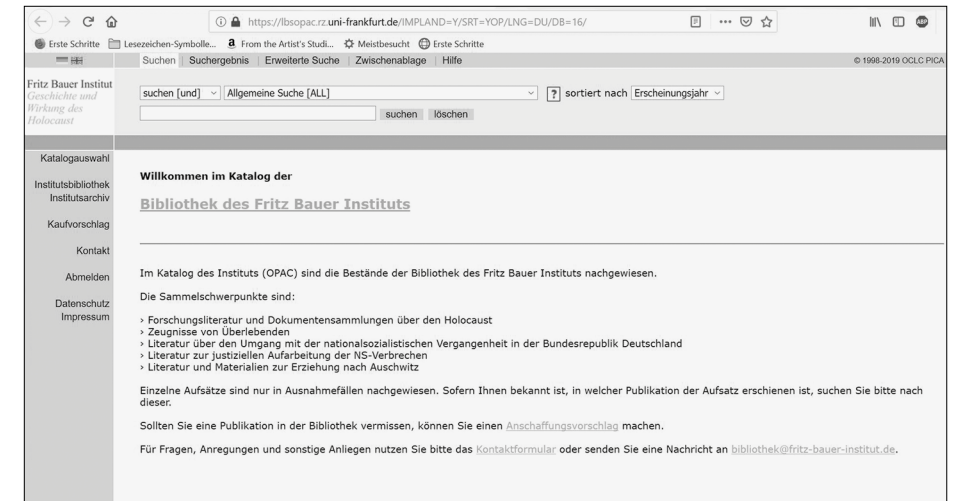 https://lbsopac.rz.uni-frankfurt.de/IMPLAND=Y/SRT=YOP/LNG=DU/DB=16/
ABP
Erste Schritte Lesezeichen-Symbolle... a From the Artist's Studi... Meistbesucht Erste Schritte
Suchen Suchergebnis Erweiterte Suche Zwischenablage Hilfe © 1998-2019 OCLC PICA
Fritz Bauer Institut
Geschichte und
Wirkung des
Holocaust
suchen [und] Allgemeine Suche [ALL] ? sortiert nach Erscheinungsjahr
suchen löschen
Katalogauswahl
Institutsbibliothek
Institutsarchiv
Kaufvorschlag
Kontakt
Abmelden
Datenschutz
Impressum
Willkommen im Katalog der
Bibliothek des Fritz Bauer Instituts
Im Katalog des Instituts (OPAC) sind die Bestände der Bibliothek des Fritz Bauer Instituts nachgewiesen.
Die Sammelschwerpunkte sind:
› Forschungsliteratur und Dokumentensammlungen über den Holocaust
› Zeugnisse von Überlebenden
› Literatur über den Umgang mit der nationalsozialistischen Vergangenheit in der Bundesrepublik Deutschland
› Literatur zur justiziellen Aufarbeitung der NS-Verbrechen
› Literatur und Materialien zur Erziehung nach Auschwitz
Einzelne Aufsätze sind nur in Ausnahmefällen nachgewiesen. Sofern Ihnen bekannt ist, in welcher Publikation der Aufsatz erschienen ist, suchen Sie bitte nach
dieser.
Sollten Sie eine Publikation in der Bibliothek vermissen, können Sie einen Anschaffungsvorschlag machen.
Für Fragen, Anregungen und sonstige Anliegen nutzen Sie bitte das Kontaktformular oder senden Sie eine Nachricht an bibliothek@fritz-bauer-institut.de.